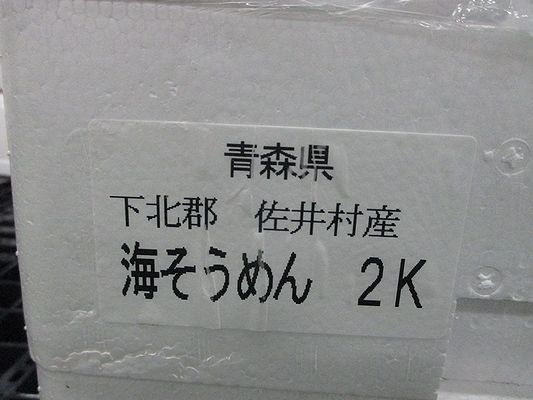 青森県
下北郡　佐井村産
海そうめん　２K